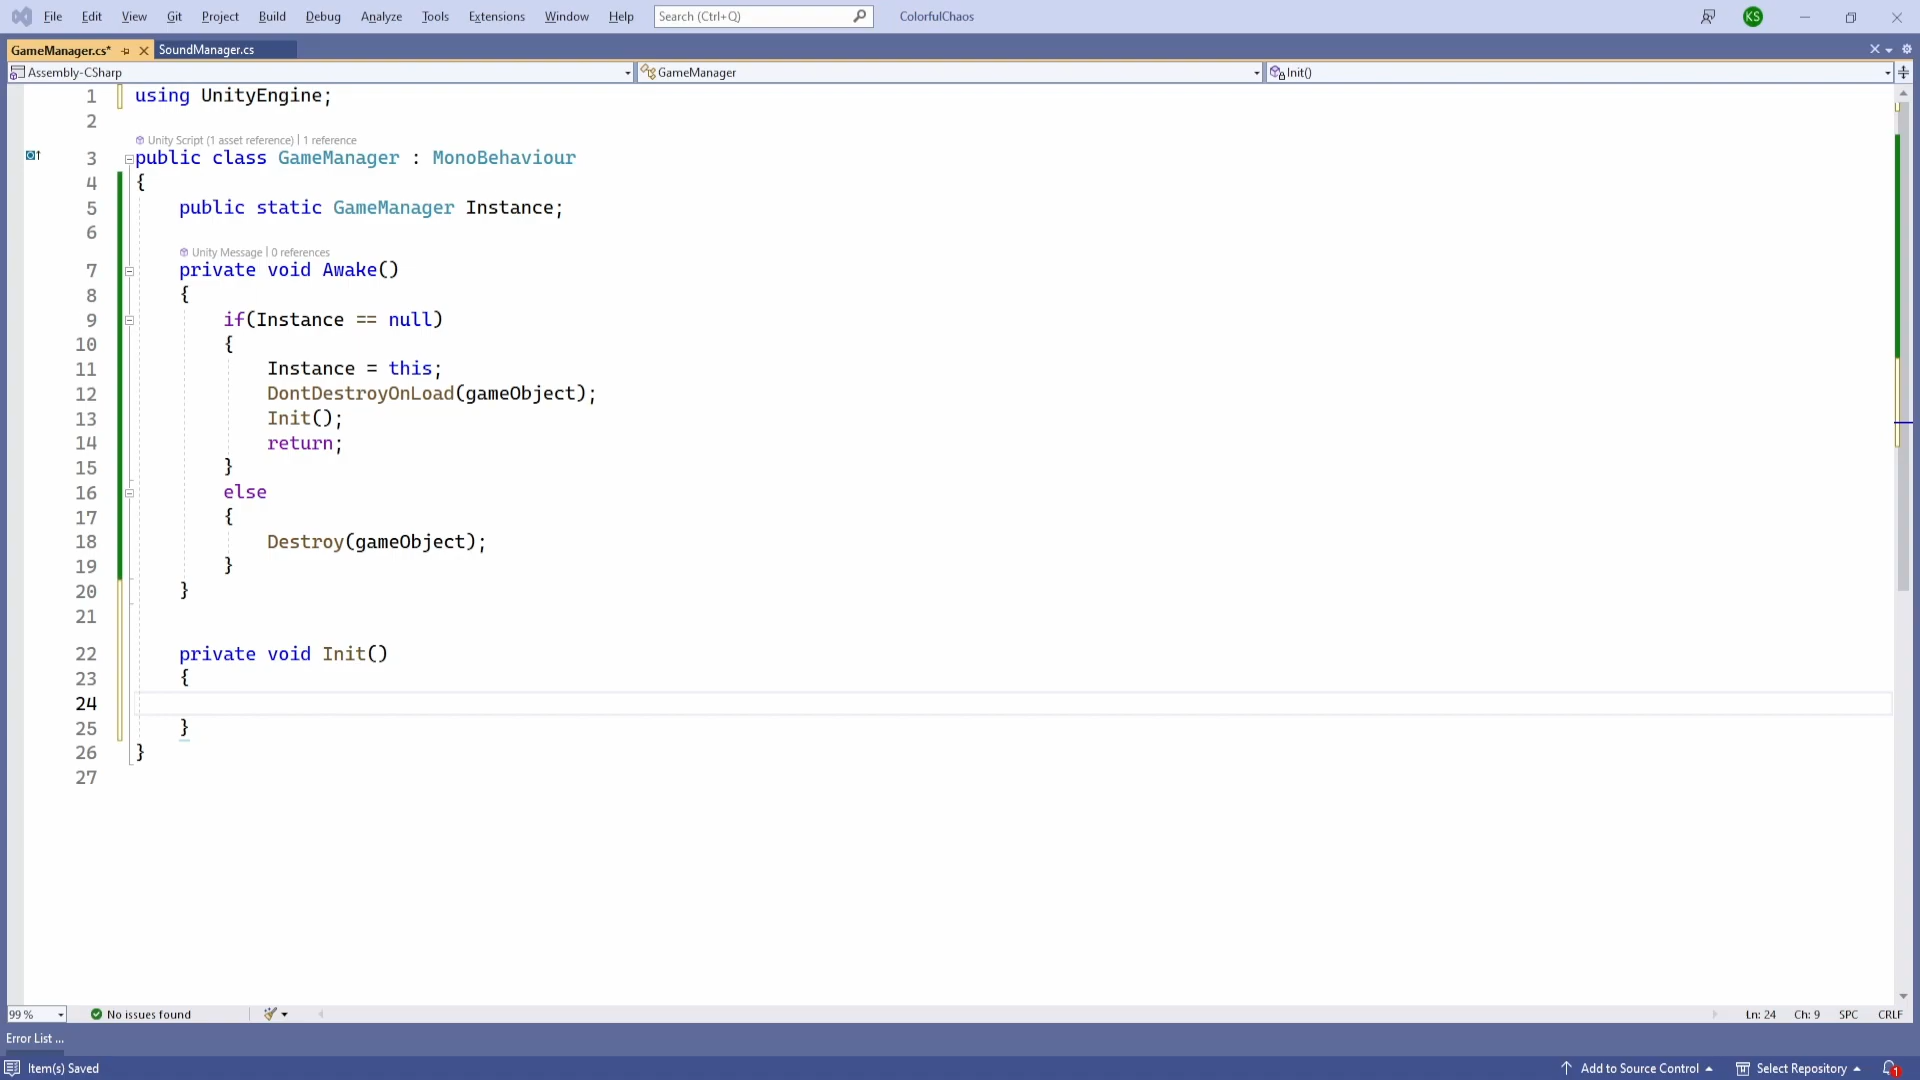 File Edit View Git Project Build Debug Analyze Tools Extensions Window Help Search (Ctrl+Q) ColorfulChaos KS
GameManager.cs* SoundManager.cs
Assembly-CSharp GameManager Init()
1 using UnityEngine;
2
Unity Script (1 asset reference) | 1 reference
3 public class GameManager : MonoBehaviour
4 {
5 public static GameManager Instance;
6
Unity Message | 0 references
7 private void Awake()
8 {
9 if(Instance == null)
10 {
11 Instance = this;
12 DontDestroyOnLoad(gameObject);
13 Init();
14 return;
15 }
16 else
17 {
18 Destroy(gameObject);
19 }
20 }
21
22 private void Init()
23 {
24
25 }
26 }
27
99 % No issues found Ln: 24 Ch: 9 SPC CRLF
Error List ...
Item(s) Saved Add to Source Control Select Repository 1